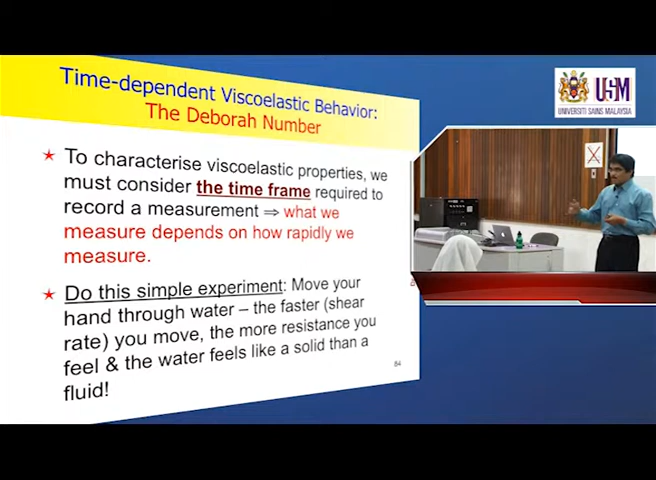 Time-dependent Viscoelastic Behavior:
The Deborah Number
To characterise viscoelastic properties, we
must consider the time frame required to
record a measurement ⇒ what we
measure depends on how rapidly we
measure.
Do this simple experiment: Move your
hand through water – the faster (shear
rate) you move, the more resistance you
feel & the water feels like a solid than a
fluid!
84
USM
UNIVERSITI SAINS MALAYSIA